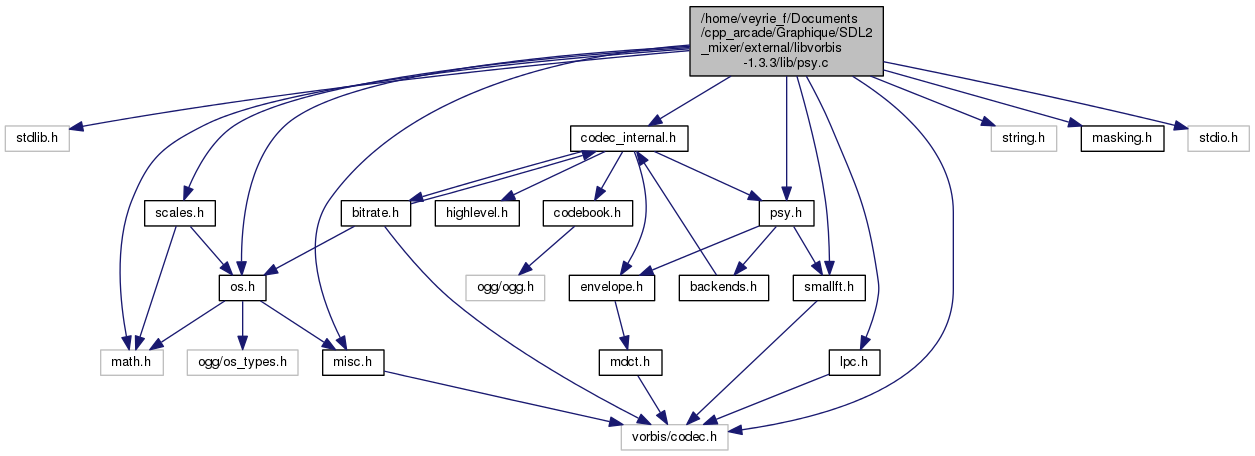 /home/veyrie_f/Documents
/cpp_arcade/Graphique/SDL2
_mixer/external/libvorbis
-1.3.3/lib/psy.c
stdlib.h
codec_internal.h
string.h
masking.h
stdio.h
scales.h
bitrate.h
highlevel.h
codebook.h
psy.h
os.h
ogg/ogg.h
envelope.h
backends.h
smallft.h
math.h
ogg/os_types.h
misc.h
mdct.h
lpc.h
vorbis/codec.h